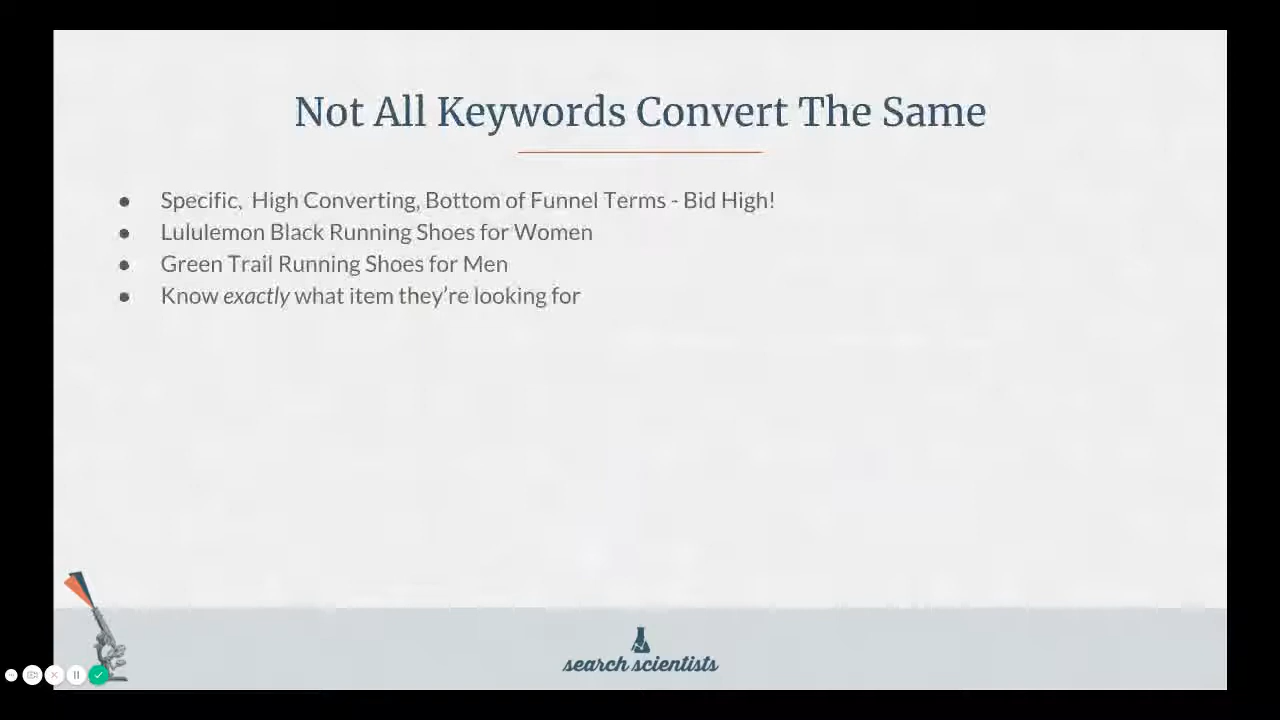 Not All Keywords Convert The Same
● Specific,  High Converting, Bottom of Funnel Terms - Bid High!
● Lululemon Black Running Shoes for Women
● Green Trail Running Shoes for Men
● Know exactly what item they're looking for
search scientists